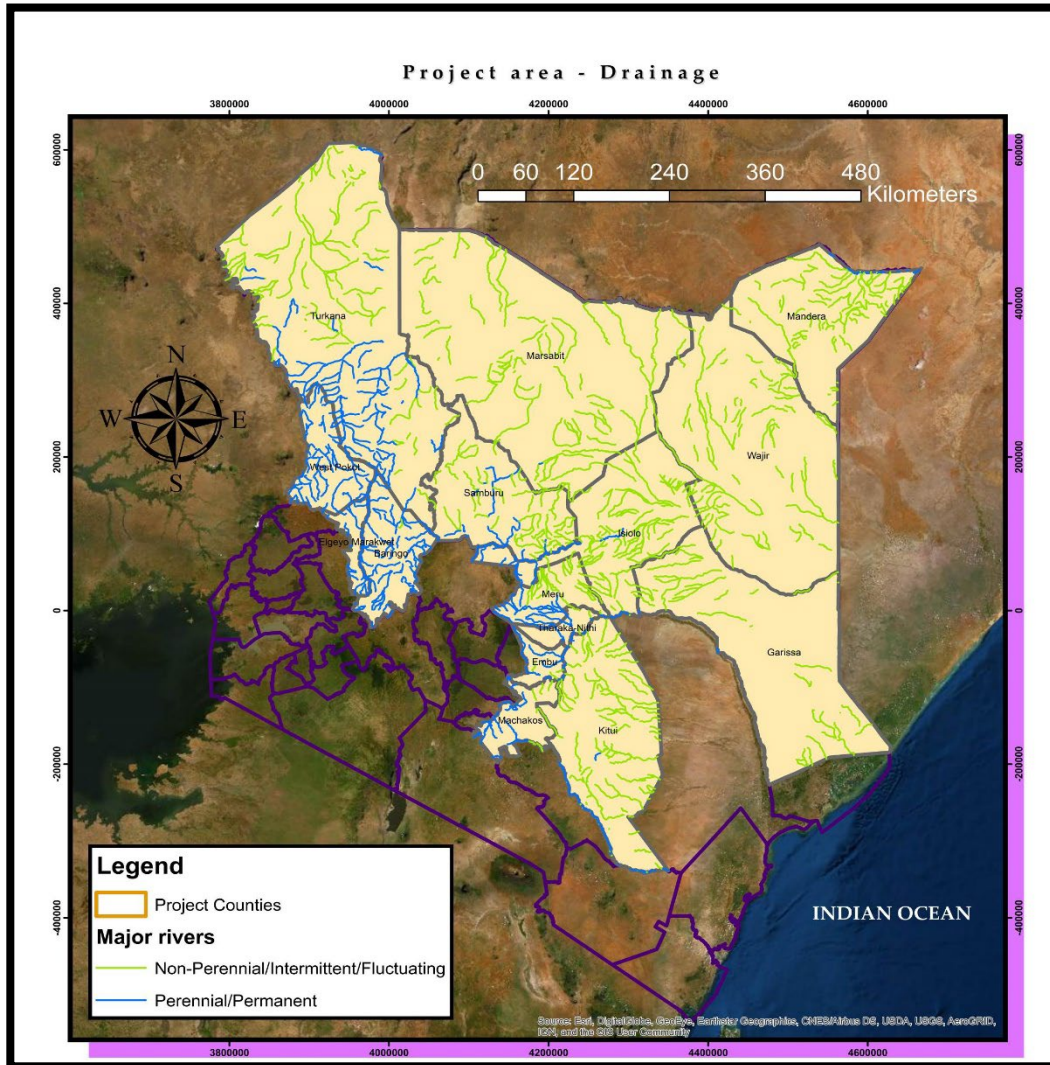 Project area - Drainage
3800000 4000000 4200000 4400000 4600000
600000 600000
0 60 120 240 360 480
Kilometers
400000 400000
Turkana
Mandera
Marsabit
N
W E
S
200000 200000
Wajir
West Pokot
Samburu
Isiolo
Elgeyo Marakwet
Baringo
Meru
0 0
Tharaka-Nithi
Garissa
Embu
Machakos
Kitui
-200000 -200000
Legend
Project Counties
Major rivers
Non-Perennial/Intermittent/Fluctuating
Perennial/Permanent
-400000 -400000
INDIAN OCEAN
Source: Esri, DigitalGlobe, GeoEye, Earthstar Geographics, CNES/Airbus DS, USDA, USGS, AeroGRID,
IGN, and the GIS User Community
3800000 4000000 4200000 4400000 4600000